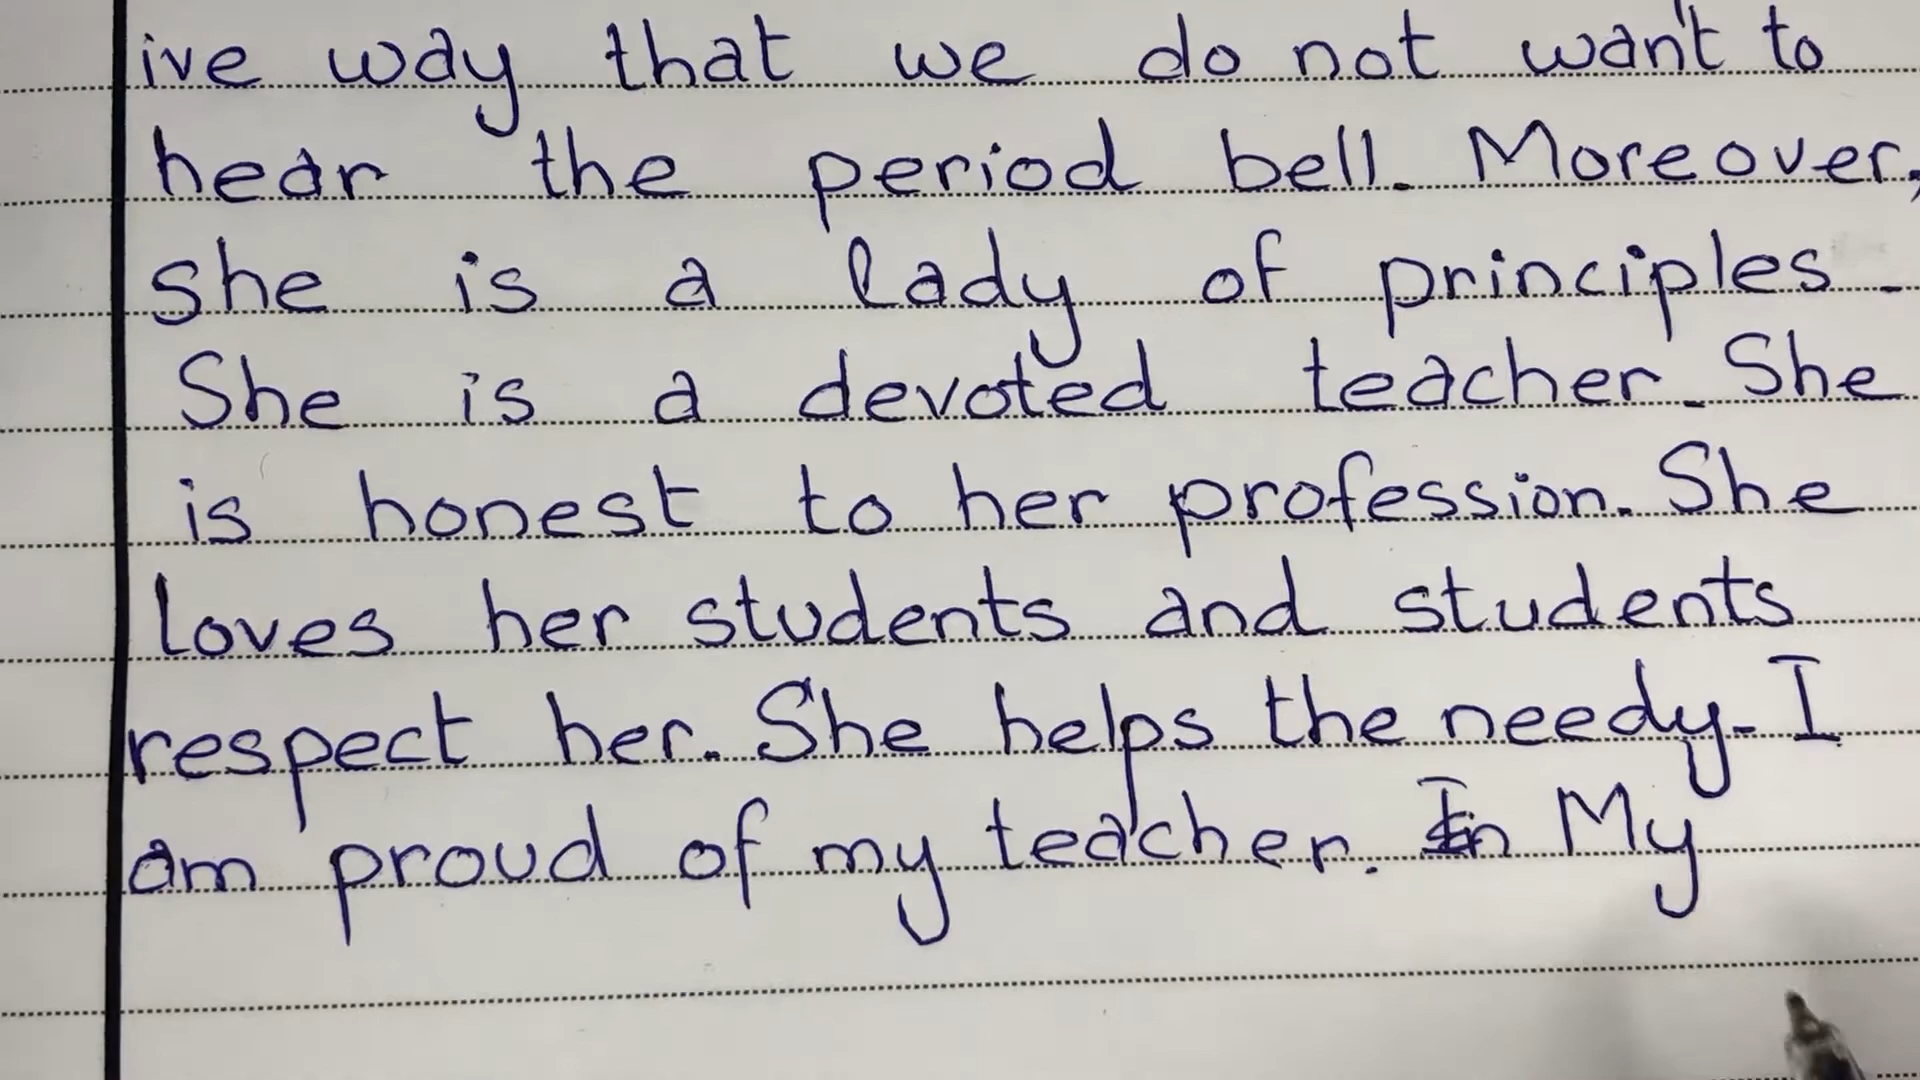 ive way that we do not want to
hear the period bell. Moreover,
she is a lady of principles.
She is a devoted teacher. She
is honest to her profession. She
loves her students and students
respect her. She helps the needy. I
am proud of my teacher. In My